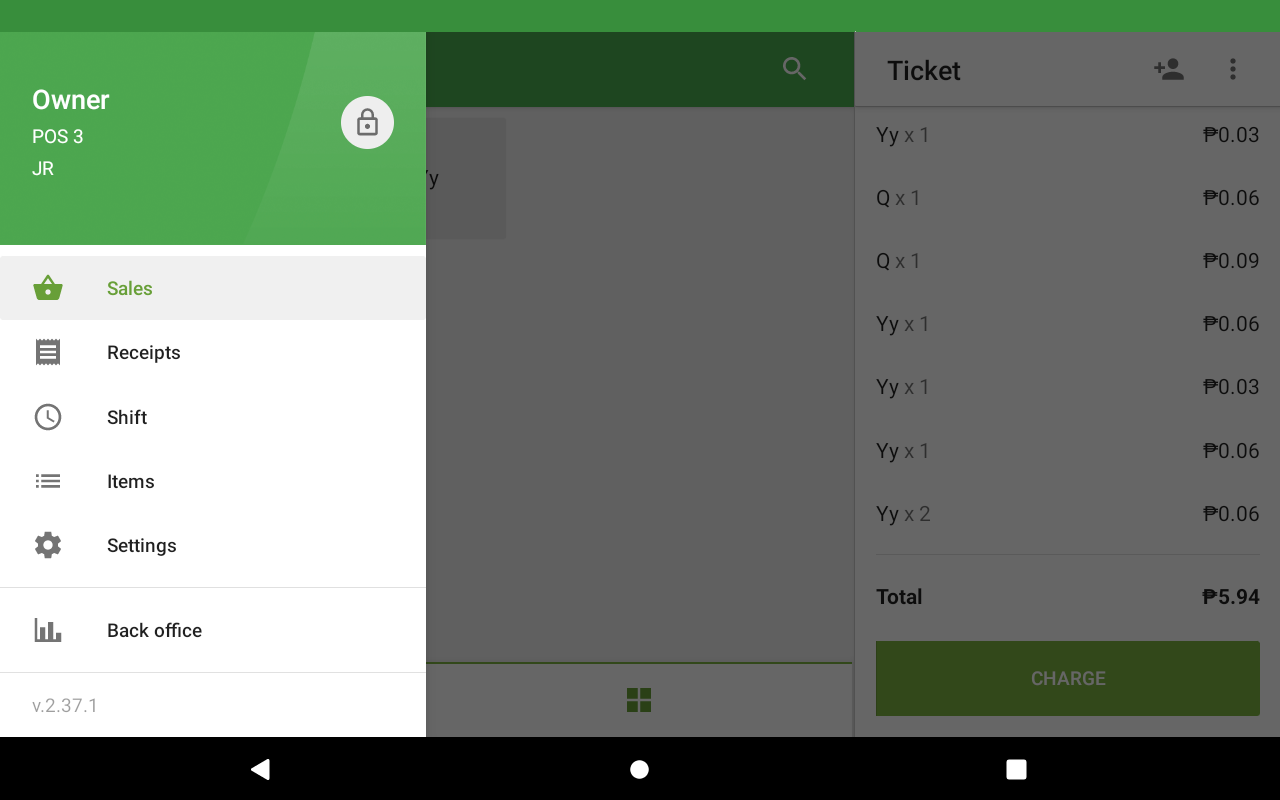 Owner
POS 3
JR
Sales
Receipts
Shift
Items
Settings
Back office
v.2.37.1
Ticket
Yy x 1 ₱0.03
Q x 1 ₱0.06
Q x 1 ₱0.09
Yy x 1 ₱0.06
Yy x 1 ₱0.03
Yy x 1 ₱0.06
Yy x 2 ₱0.06
Total ₱5.94
CHARGE